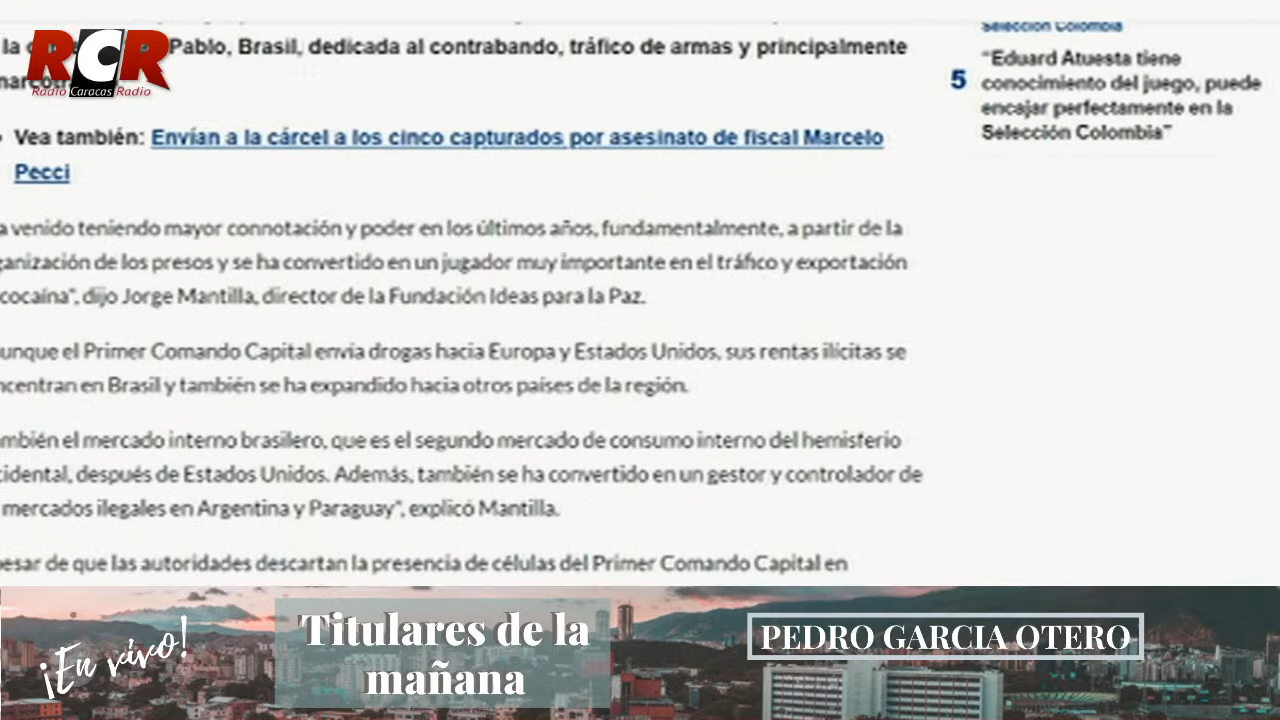 RCR
Radio Caracas Radio
la Pablo, Brasil, dedicada al contrabando, tráfico de armas y principalmente
Vea también: Envían a la cárcel a los cinco capturados por asesinato de fiscal Marcelo
Pecci
a venido teniendo mayor connotación y poder en los últimos años, fundamentalmente, a partir de la
ganización de los presos y se ha convertido en un jugador muy importante en el tráfico y exportación
cocaína", dijo Jorge Mantilla, director de la Fundación Ideas para la Paz.
unque el Primer Comando Capital envía drogas hacia Europa y Estados Unidos, sus rentas ilícitas se
ncentran en Brasil y también se ha expandido hacia otros países de la región.
mbién el mercado interno brasilero, que es el segundo mercado de consumo interno del hemisferio
cidental, después de Estados Unidos. Además, también se ha convertido en un gestor y controlador de
mercados ilegales en Argentina y Paraguay", explicó Mantilla.
esar de que las autoridades descartan la presencia de células del Primer Comando Capital en
Selección Colombia
5
"Eduard Atuesta tiene
conocimiento del juego, puede
encajar perfectamente en la
Selección Colombia"
¡En vivo!
Titulares de la
mañana
PEDRO GARCIA OTERO